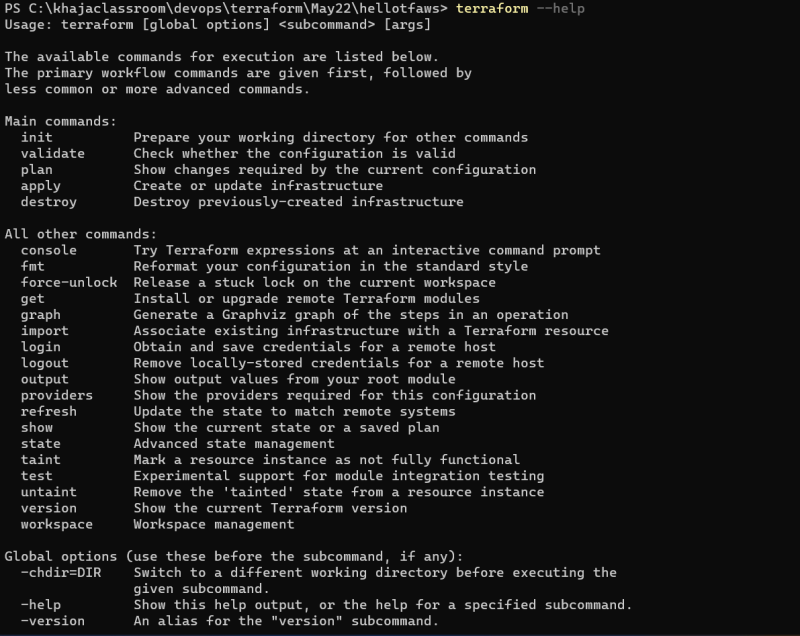 PS C:\khajaclassroom\devops\terraform\May22\hellotfaws> terraform --help
Usage: terraform [global options] <subcommand> [args]

The available commands for execution are listed below.
The primary workflow commands are given first, followed by
less common or more advanced commands.

Main commands:
  init          Prepare your working directory for other commands
  validate      Check whether the configuration is valid
  plan          Show changes required by the current configuration
  apply         Create or update infrastructure
  destroy       Destroy previously-created infrastructure

All other commands:
  console       Try Terraform expressions at an interactive command prompt
  fmt           Reformat your configuration in the standard style
  force-unlock  Release a stuck lock on the current workspace
  get           Install or upgrade remote Terraform modules
  graph         Generate a Graphviz graph of the steps in an operation
  import        Associate existing infrastructure with a Terraform resource
  login         Obtain and save credentials for a remote host
  logout        Remove locally-stored credentials for a remote host
  output        Show output values from your root module
  providers     Show the providers required for this configuration
  refresh       Update the state to match remote systems
  show          Show the current state or a saved plan
  state         Advanced state management
  taint         Mark a resource instance as not fully functional
  test          Experimental support for module integration testing
  untaint       Remove the 'tainted' state from a resource instance
  version       Show the current Terraform version
  workspace     Workspace management

Global options (use these before the subcommand, if any):
  -chdir=DIR    Switch to a different working directory before executing the
                given subcommand.
  -help         Show this help output, or the help for a specified subcommand.
  -version      An alias for the "version" subcommand.